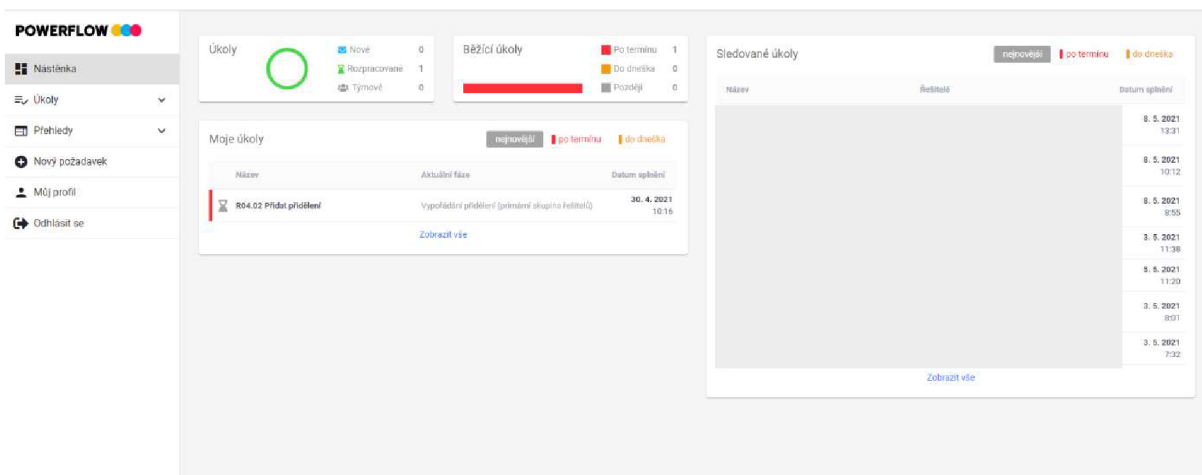 POWERFLOW
Nástěnka
Úkoly
Přehledy
Nový požadavek
Můj profil
Odhlásit se
Úkoly
Nové 0
Rozpracované 1
Týmové 0
Běžící úkoly
Po termínu 1
Do dneška 0
Později 0
Moje úkoly
nejnovější po termínu do dneška
Název Aktuální fáze Datum splnění
R04.02 Přidat přidělení Vypořádání přidělení (primární skupina řešitelů) 30. 4. 2021
10:16
Zobrazit vše
Sledované úkoly
nejnovější po termínu do dneška
Název Řešitelé Datum splnění
8. 5. 2021
13:31
8. 5. 2021
10:12
8. 5. 2021
8:55
3. 5. 2021
11:38
5. 5. 2021
11:20
3. 5. 2021
8:01
3. 5. 2021
7:32
Zobrazit vše